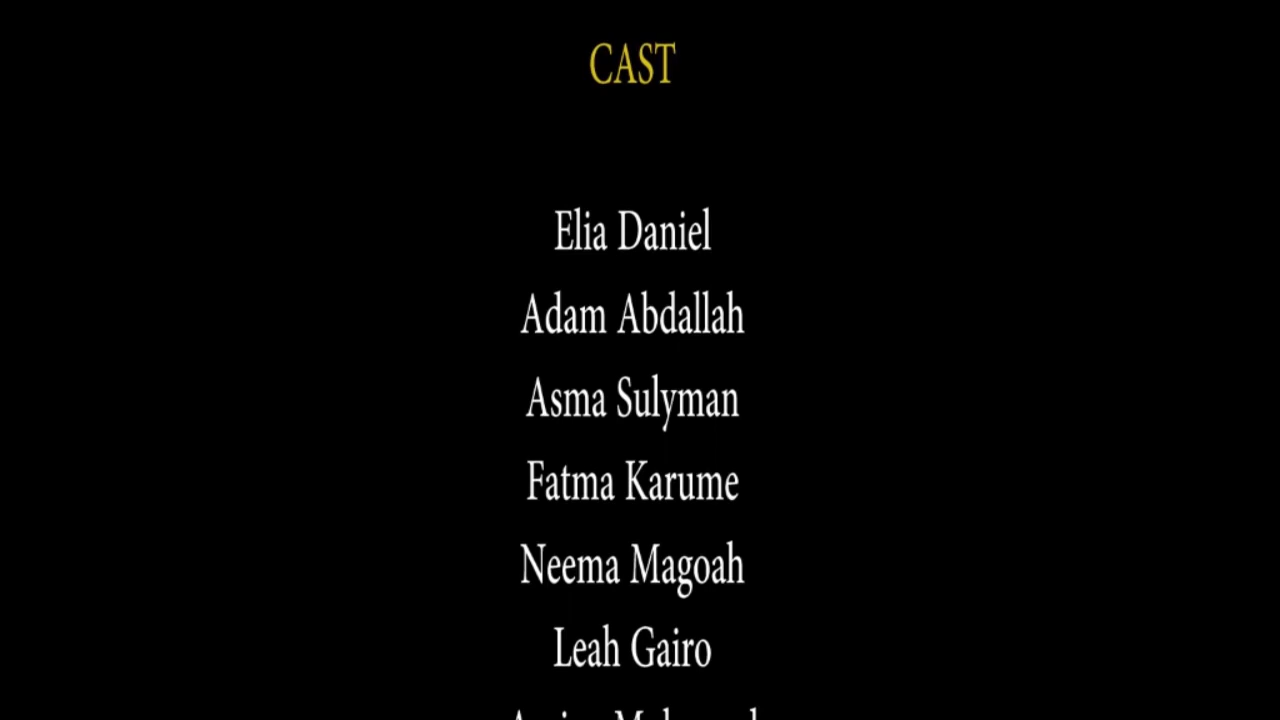 CAST
Elia Daniel
Adam Abdallah
Asma Sulyman
Fatma Karume
Neema Magoah
Leah Gairo